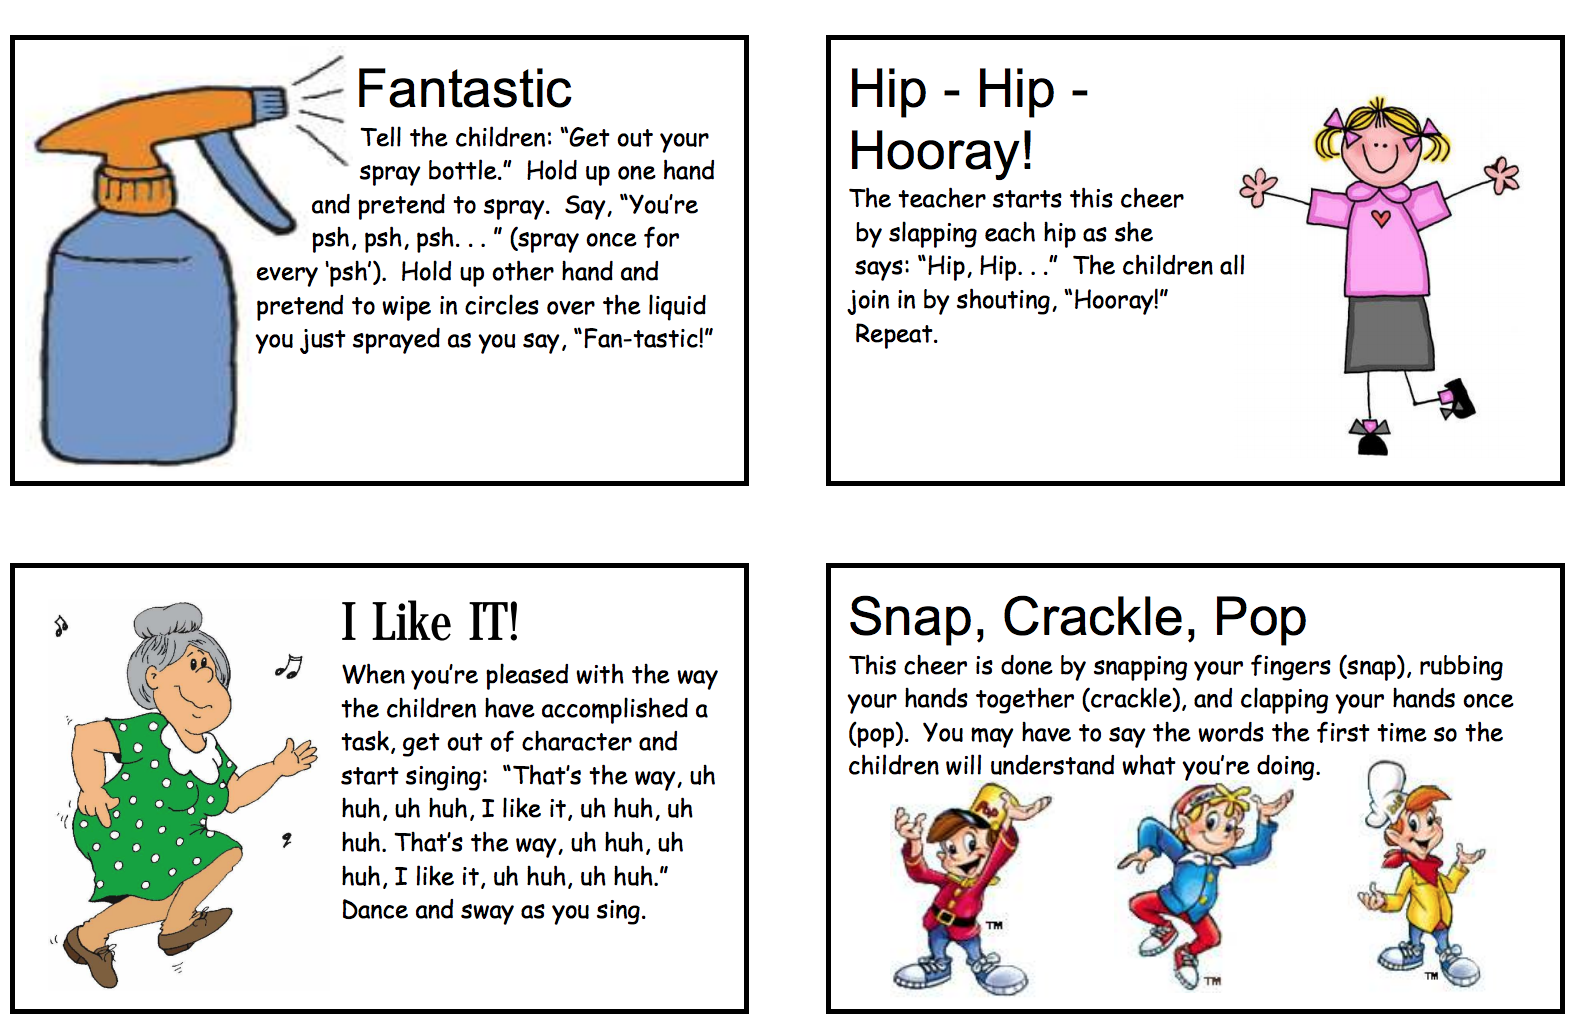 Fantastic
Tell the children: “Get out your
spray bottle.”  Hold up one hand
and pretend to spray.  Say, “You’re
psh, psh, psh. . . ” (spray once for
every ‘psh’).  Hold up other hand and
pretend to wipe in circles over the liquid
you just sprayed as you say, “Fan-tastic!”
Hip - Hip -
Hooray!
The teacher starts this cheer
by slapping each hip as she
says: “Hip, Hip. . .”  The children all
join in by shouting, “Hooray!”
Repeat.
I Like IT!
When you’re pleased with the way
the children have accomplished a
task, get out of character and
start singing:  “That’s the way, uh
huh, uh huh, I like it, uh huh, uh
huh. That’s the way, uh huh, uh
huh, I like it, uh huh, uh huh.”
Dance and sway as you sing.
Snap, Crackle, Pop
This cheer is done by snapping your fingers (snap), rubbing
your hands together (crackle), and clapping your hands once
(pop).  You may have to say the words the first time so the
children will understand what you’re doing.
Pop
TM
TM
TM